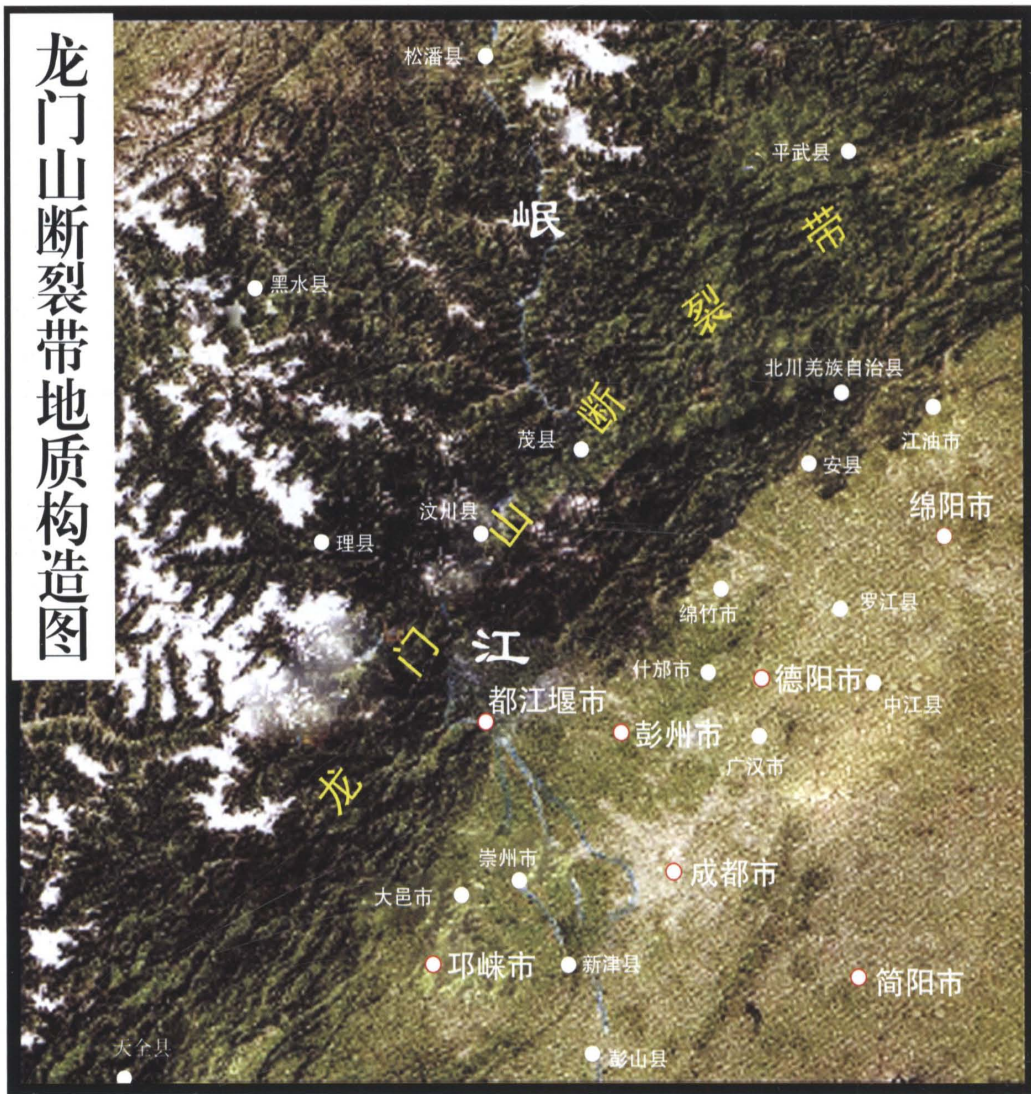 龙门山断裂带地质构造图
松潘县
平武县
岷
带
裂
黑水县
北川羌族自治县
断
江油市
茂县
安县
绵阳市
汶川县
山
理县
绵竹市
罗江县
江
门
什邡市
德阳市
中江县
都江堰市
彭州市
广汉市
龙
崇州市
成都市
大邑市
邛崃市
新津县
简阳市
天全县
彭山县